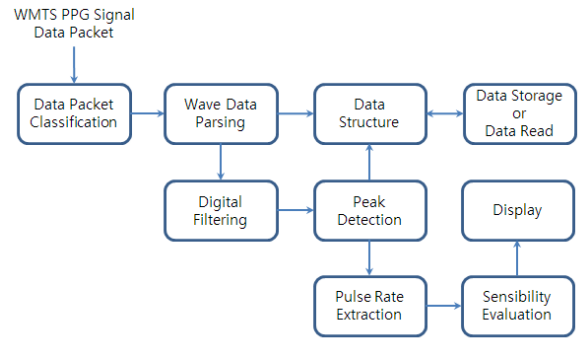 WMTS PPG Signal
Data Packet
Data Packet
Classification
Wave Data
Parsing
Data
Structure
Data Storage
or
Data Read
Digital
Filtering
Peak
Detection
Display
Pulse Rate
Extraction
Sensibility
Evaluation